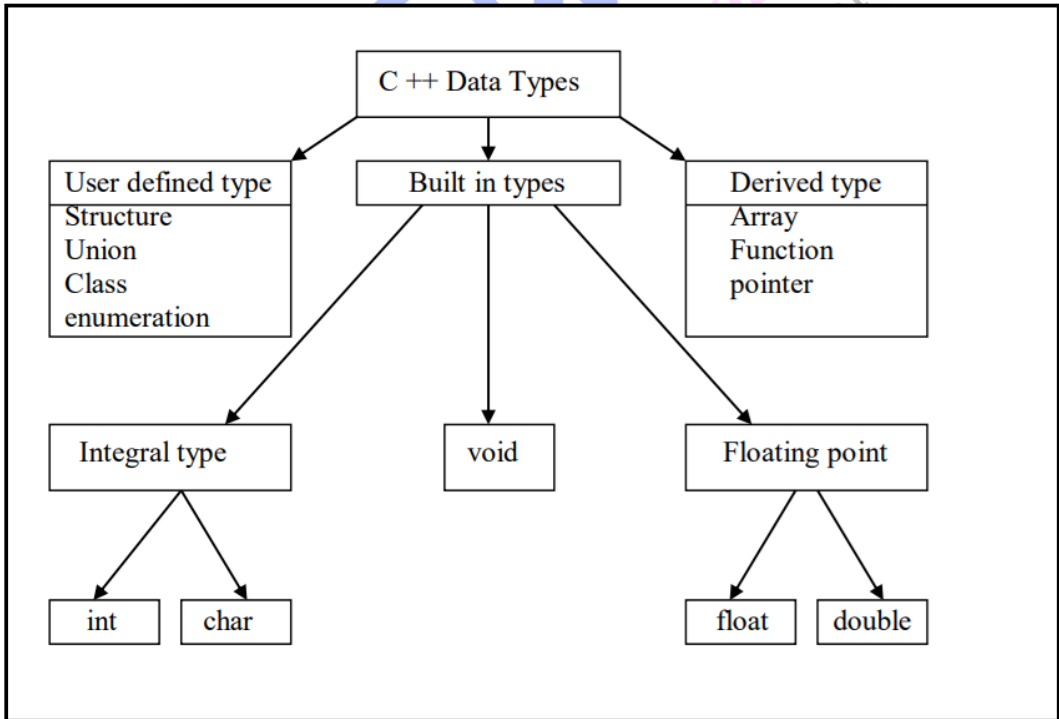 C ++ Data Types
User defined type
Structure
Union
Class
enumeration
Built in types
Derived type
Array
Function
pointer
Integral type
void
Floating point
int
char
float
double